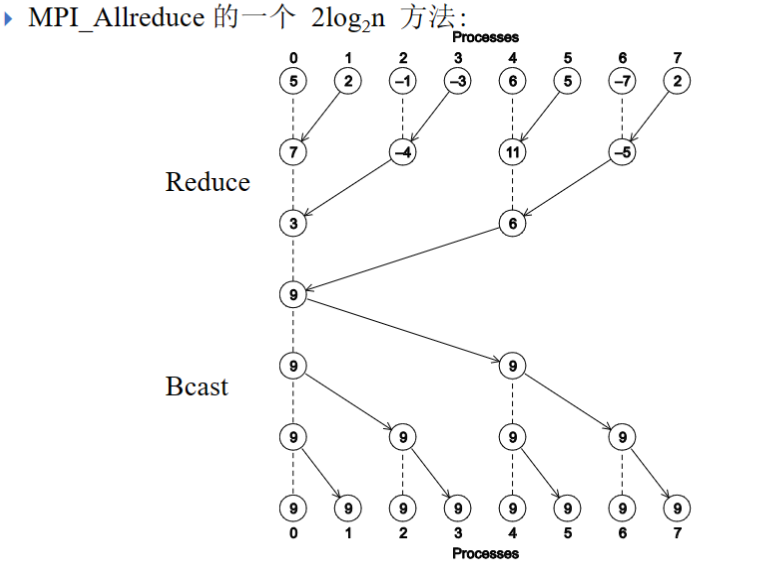 MPI_Allreduce 的一个 2log₂n 方法:
Processes
0 1 2 3 4 5 6 7
5 2 –1 –3 6 5 –7 2
7 –4 11 –5
Reduce
3 6
9
9 9
Bcast
9 9 9 9
9 9 9 9 9 9 9 9
0 1 2 3 4 5 6 7
Processes